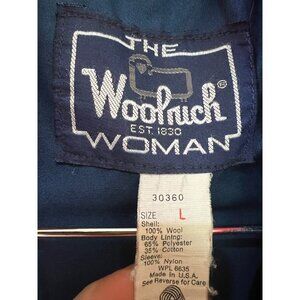 THE
Woolrich
EST. 1830
WOMAN
30360
SIZE L
Shell:
100% Wool
Body Lining:
65% Polyester
35% Cotton
Sleeve:
100% Nylon
WPL 6635
Made in U.S.A.
See Reverse for Care